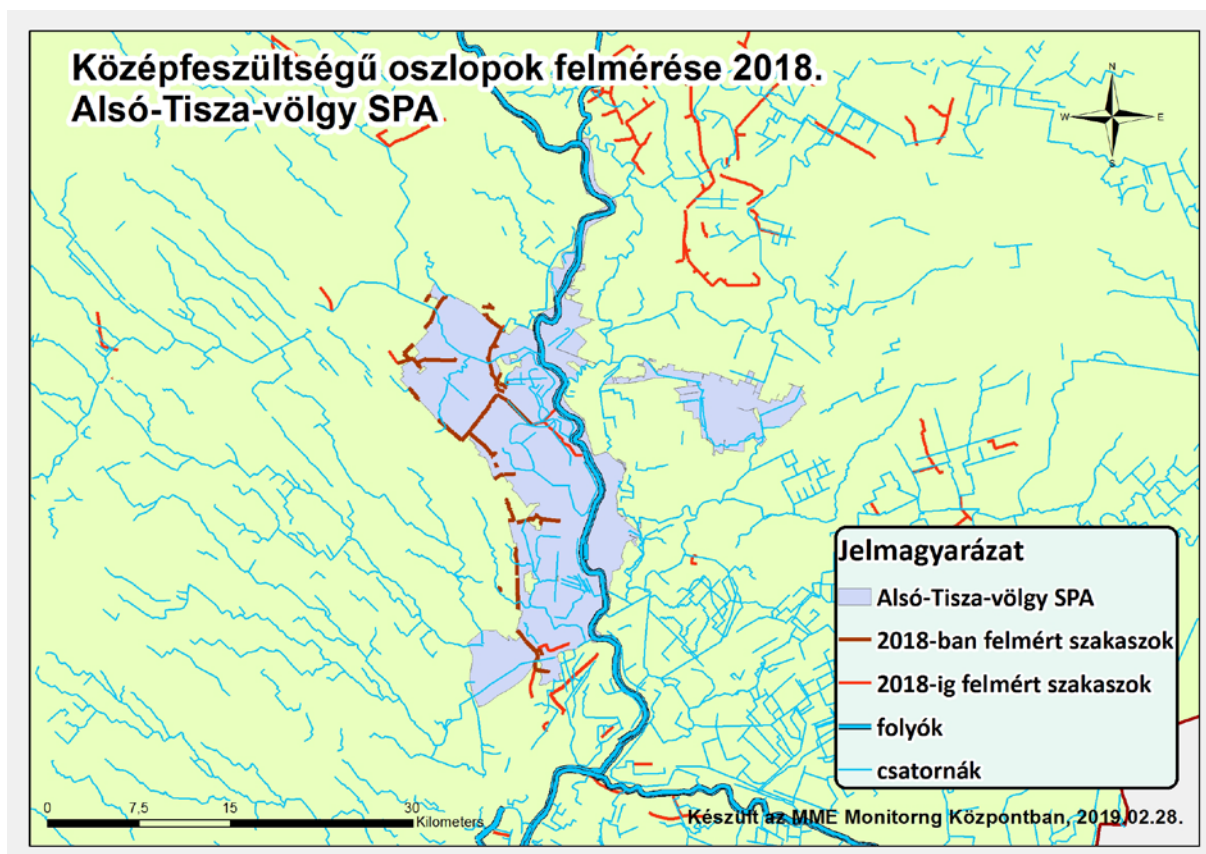 Középfeszültségű oszlopok felmérése 2018.
Alsó-Tisza-völgy SPA
N
W E
S
Jelmagyarázat
Alsó-Tisza-völgy SPA
2018-ban felmért szakaszok
2018-ig felmért szakaszok
folyók
csatornák
0 7,5 15 30
Kilometers
Készült az MME Monitorng Központban, 2019.02.28.